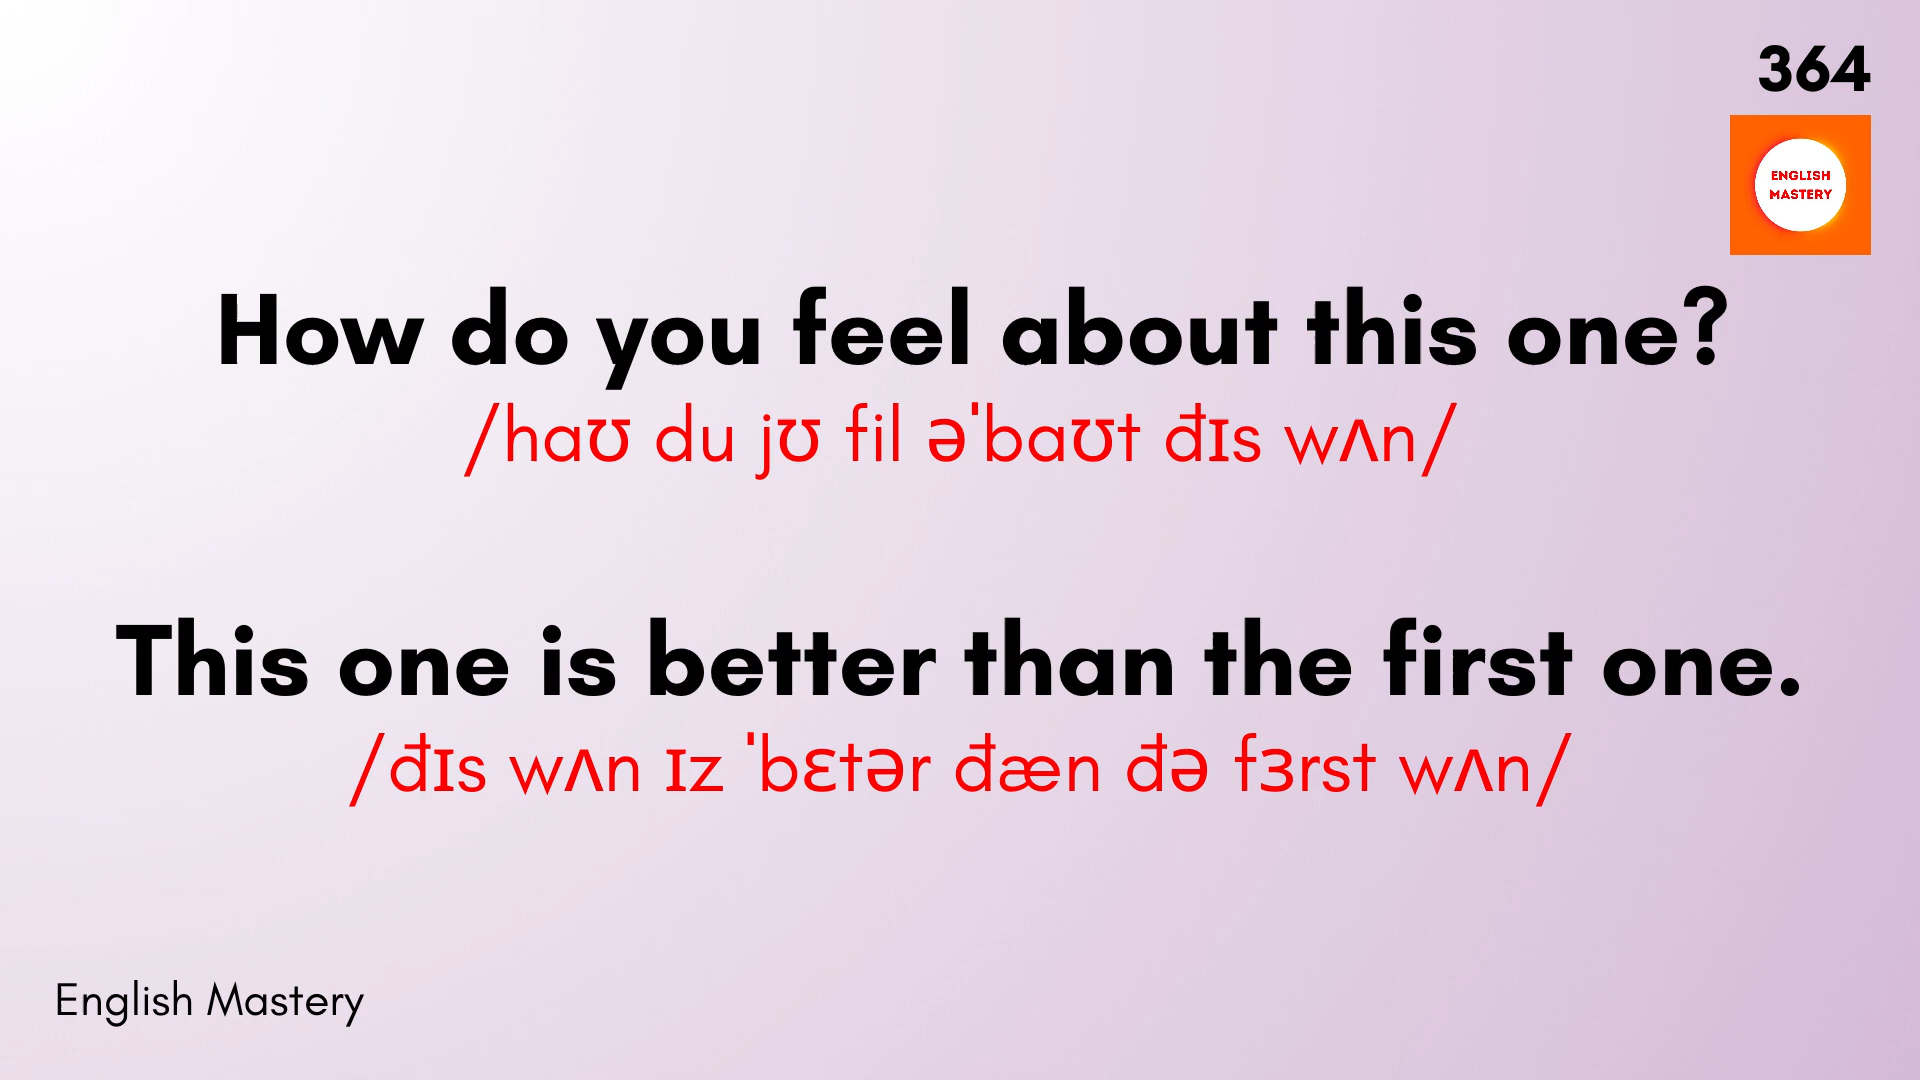 364
ENGLISH
MASTERY
How do you feel about this one?
/haʊ du jʊ fil əˈbaʊt đɪs wʌn/
This one is better than the first one.
/đɪs wʌn ɪz ˈbɛtər đæn đə fɜrst wʌn/
English Mastery